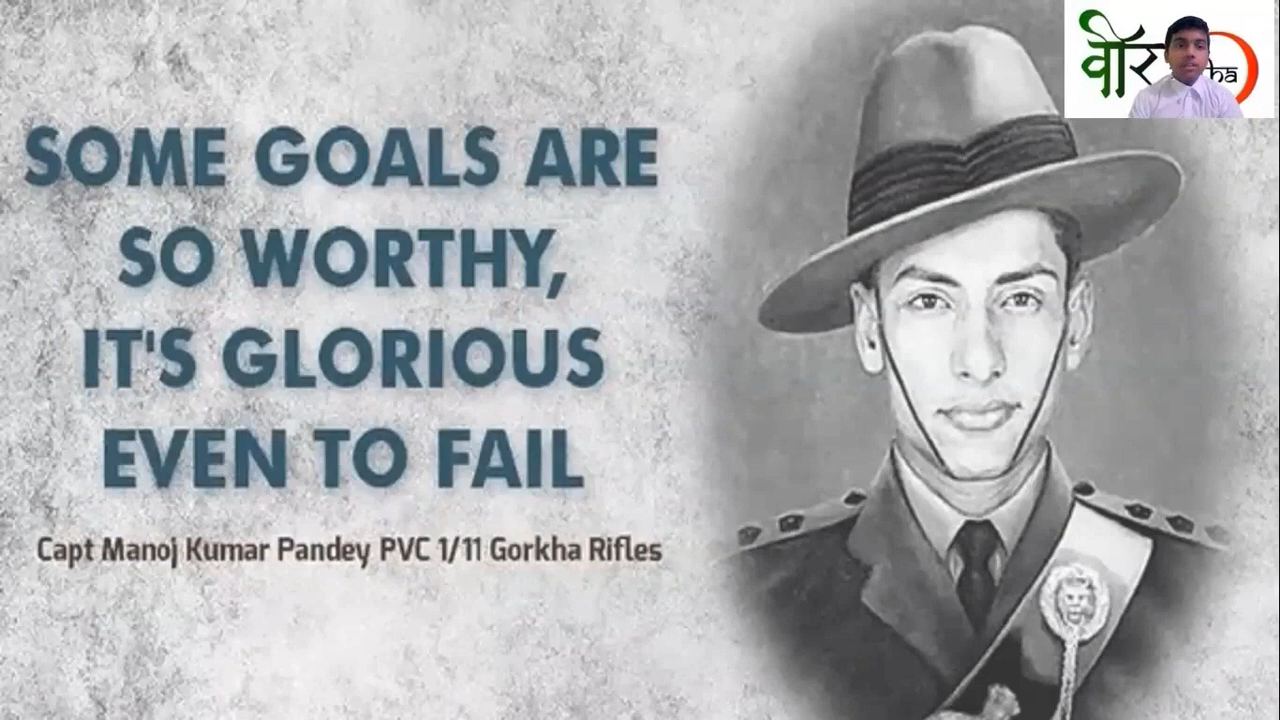 SOME GOALS ARE
SO WORTHY,
IT'S GLORIOUS
EVEN TO FAIL
Capt Manoj Kumar Pandey PVC 1/11 Gorkha Rifles
वीर